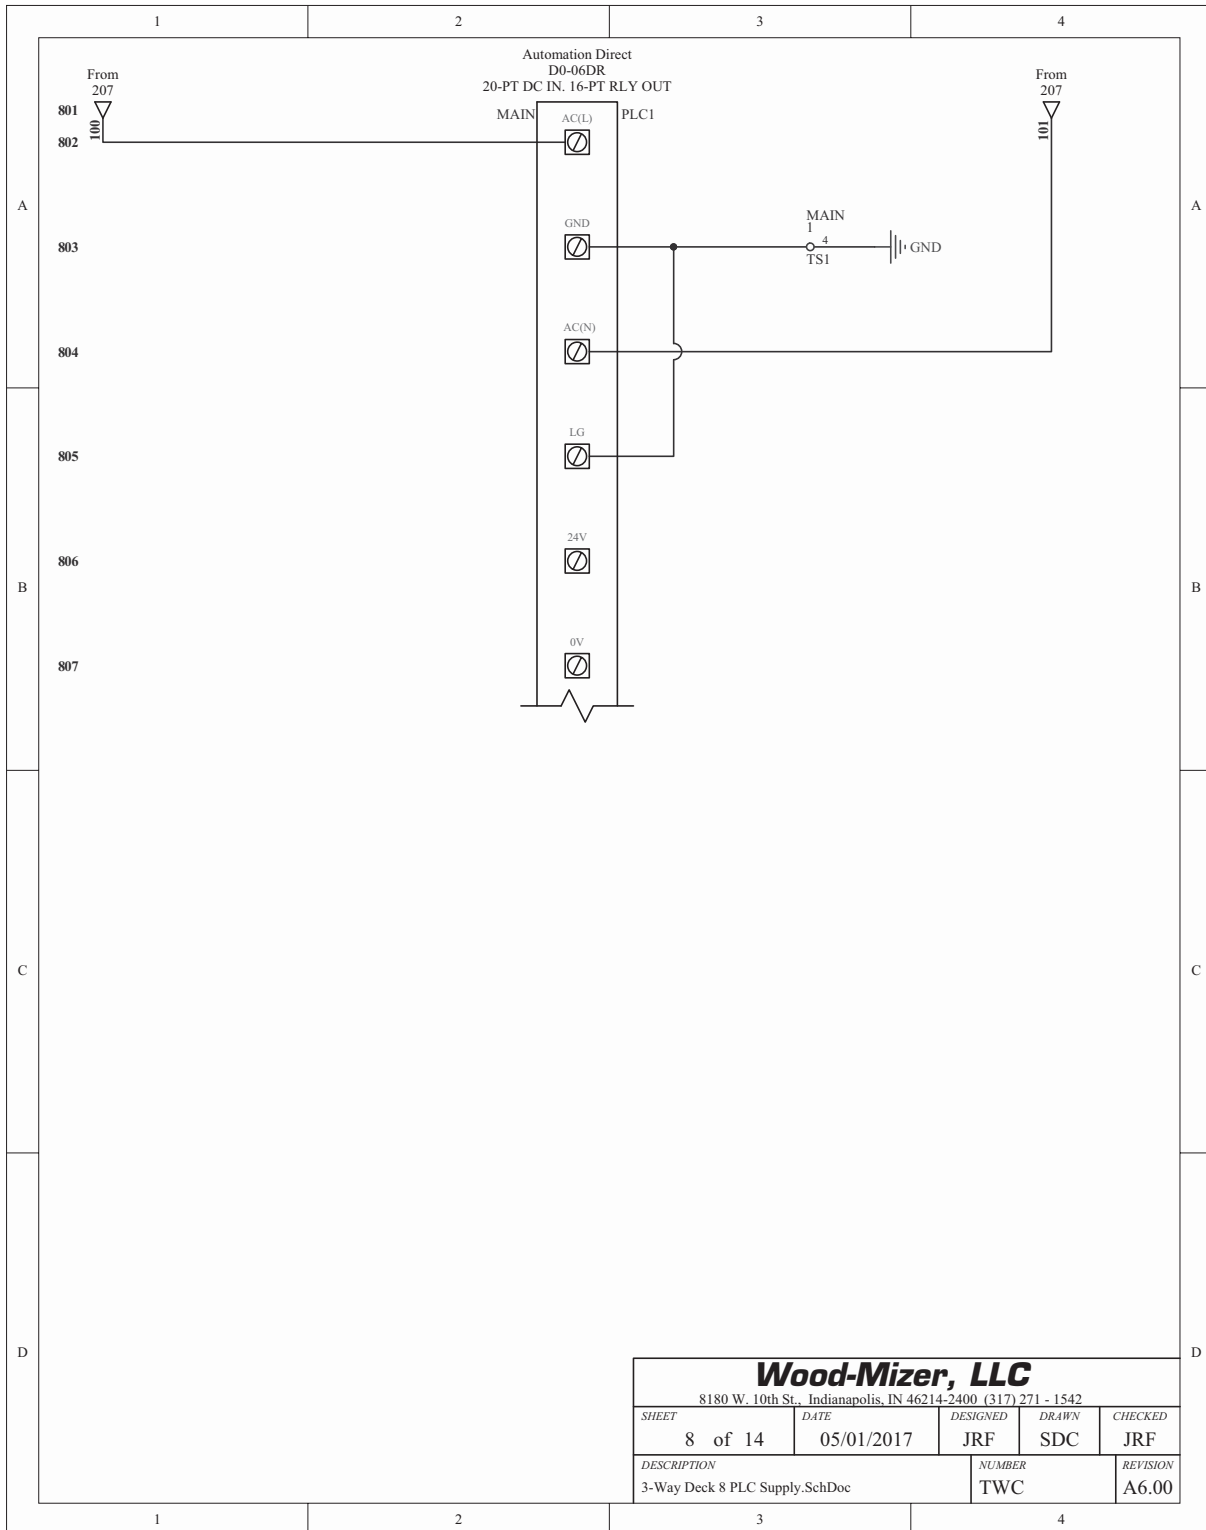 1 2 3 4
Automation Direct
D0-06DR
20-PT DC IN. 16-PT RLY OUT
From
207
From
207
801
MAIN
PLC1
100
101
AC(L)
802
A
A
GND
803
MAIN
1
4
TS1
GND
AC(N)
804
LG
805
24V
806
B
B
0V
807
C
C
D
D
Wood-Mizer, LLC
8180 W. 10th St., Indianapolis, IN 46214-2400 (317) 271 - 1542
SHEET DATE DESIGNED DRAWN CHECKED
8 of 14 05/01/2017 JRF SDC JRF
DESCRIPTION NUMBER REVISION
3-Way Deck 8 PLC Supply.SchDoc TWC A6.00
1 2 3 4